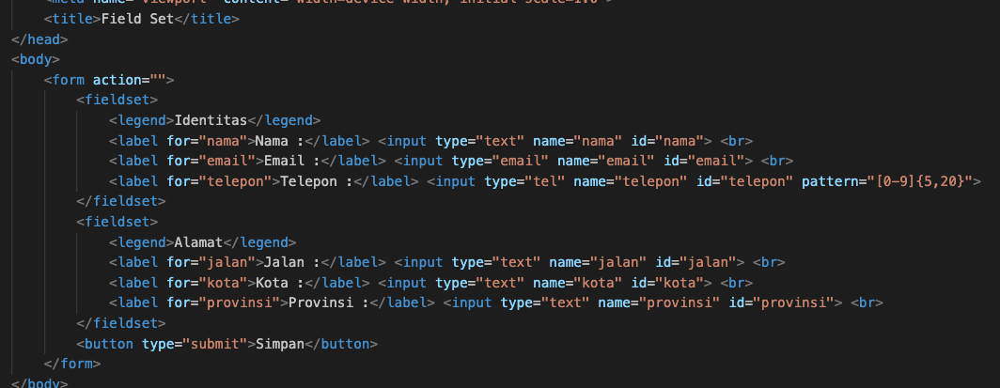 <meta name="viewport" content="width=device-width, initial-scale=1.0">
<title>Field Set</title>
</head>
<body>
<form action="">
<fieldset>
<legend>Identitas</legend>
<label for="nama">Nama :</label> <input type="text" name="nama" id="nama"> <br>
<label for="email">Email :</label> <input type="email" name="email" id="email"> <br>
<label for="telepon">Telepon :</label> <input type="tel" name="telepon" id="telepon" pattern="[0-9]{5,20}">
</fieldset>
<fieldset>
<legend>Alamat</legend>
<label for="jalan">Jalan :</label> <input type="text" name="jalan" id="jalan"> <br>
<label for="kota">Kota :</label> <input type="text" name="kota" id="kota"> <br>
<label for="provinsi">Provinsi :</label> <input type="text" name="provinsi" id="provinsi"> <br>
</fieldset>
<button type="submit">Simpan</button>
</form>
</body>